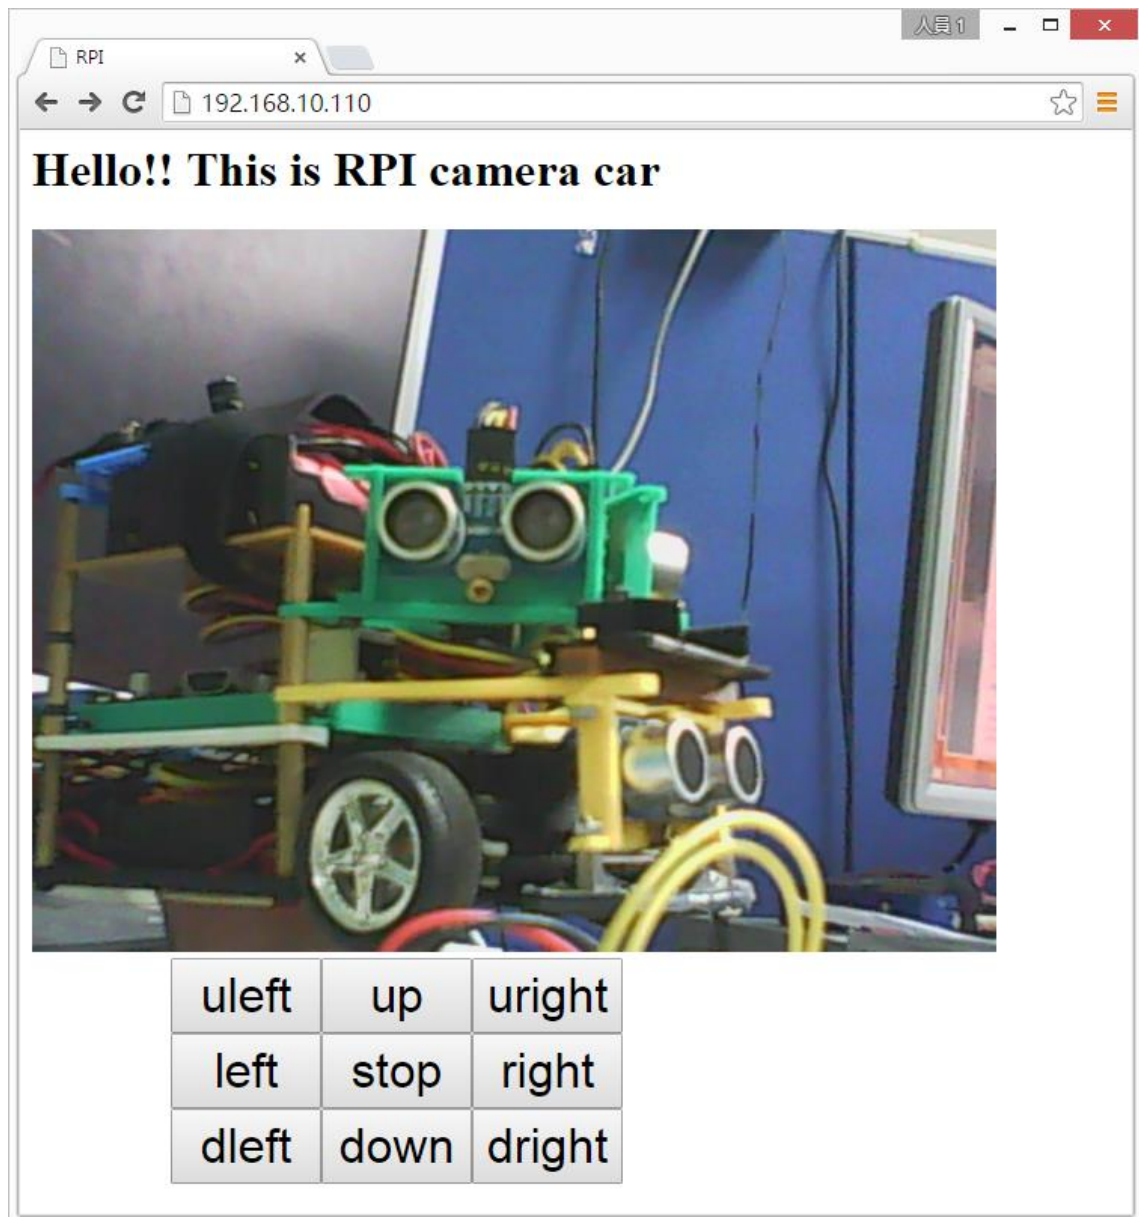 人員 1
RPI
192.168.10.110
Hello!! This is RPI camera car
uleft up uright
left stop right
dleft down dright